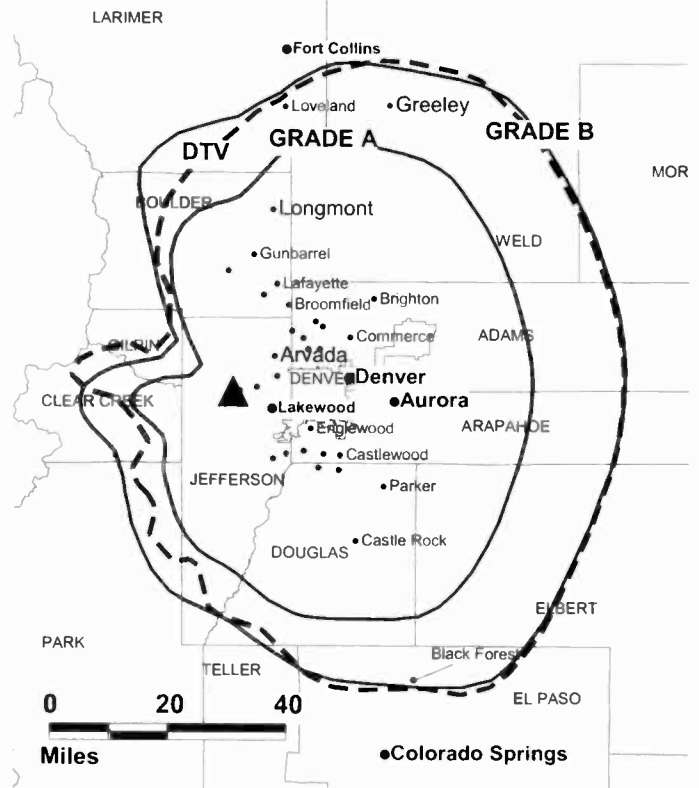 LARIMER
Fort Collins
Loveland
Greeley
GRADE A
GRADE B
DTV
MOR
BOULDER
Longmont
WELD
Gunbarrel
Lafayette
Broomfield
Brighton
Commerce
ADAMS
GILPIN
Arvada
DENVER
Denver
CLEAR CREEK
Lakewood
Aurora
Englewood
ARAPAHOE
Castlewood
JEFFERSON
Parker
Castle Rock
DOUGLAS
ELBERT
PARK
Black Forest
TELLER
EL PASO
0 20 40
Miles
Colorado Springs